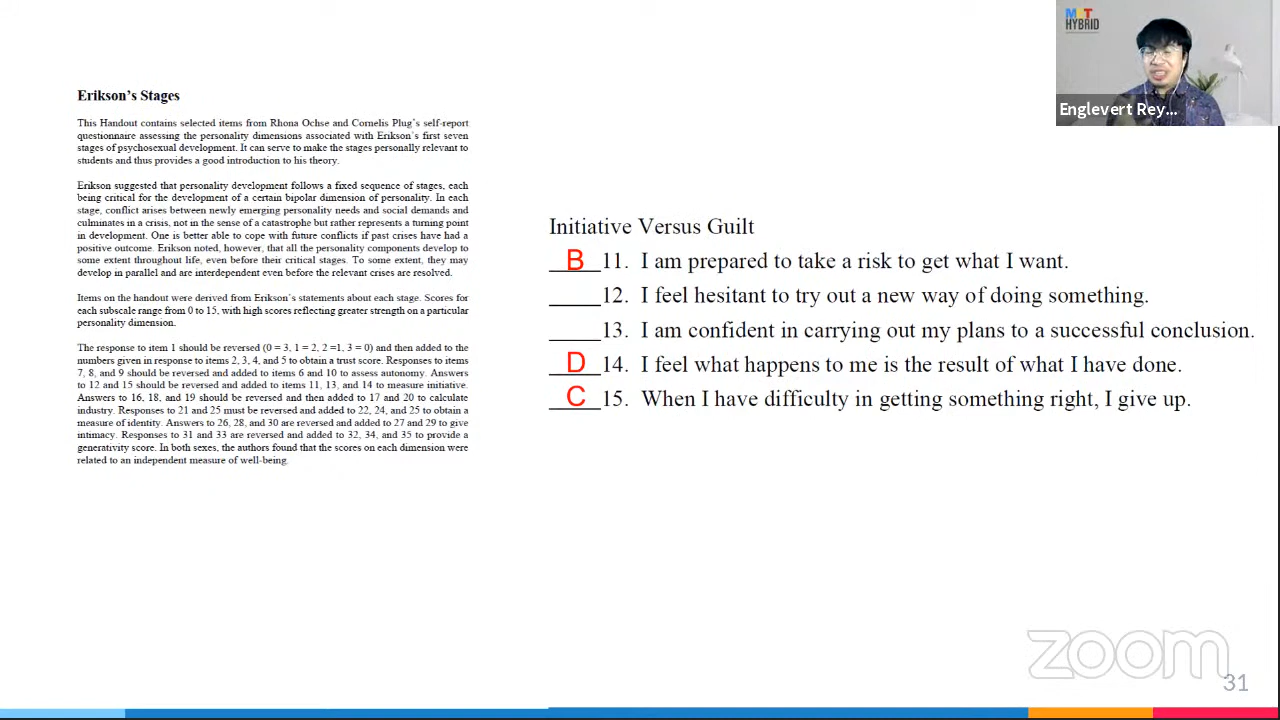 Erikson's Stages
This Handout contains selected items from Rhona Ochse and Cornelis Plug's self-report
questionnaire assessing the personality dimensions associated with Erikson's first seven
stages of psychosexual development. It can serve to make the stages personally relevant to
students and thus provides a good introduction to his theory.
Erikson suggested that personality development follows a fixed sequence of stages, each
being critical for the development of a certain bipolar dimension of personality. In each
stage, conflict arises between newly emerging personality needs and social demands and
culminates in a crisis, not in the sense of a catastrophe but rather represents a turning point
in development. One is better able to cope with future conflicts if past crises have had a
positive outcome. Erikson noted, however, that all the personality components develop to
some extent throughout life, even before their critical stages. To some extent, they may
develop in parallel and are interdependent even before the relevant crises are resolved.
Items on the handout were derived from Erikson's statements about each stage. Scores for
each subscale range from 0 to 15, with high scores reflecting greater strength on a particular
personality dimension.
The response to item 1 should be reversed (0 = 3, 1 = 2, 2 =1, 3 = 0) and then added to the
numbers given in response to items 2, 3, 4, and 5 to obtain a trust score. Responses to items
7, 8, and 9 should be reversed and added to items 6 and 10 to assess autonomy. Answers
to 12 and 15 should be reversed and added to items 11, 13, and 14 to measure initiative.
Answers to 16, 18, and 19 should be reversed and then added to 17 and 20 to calculate
industry. Responses to 21 and 25 must be reversed and added to 22, 24, and 25 to obtain a
measure of identity. Answers to 26, 28, and 30 are reversed and added to 27 and 29 to give
intimacy. Responses to 31 and 33 are reversed and added to 32, 34, and 35 to provide a
generativity score. In both sexes, the authors found that the scores on each dimension were
related to an independent measure of well-being.
Initiative Versus Guilt
B 11. I am prepared to take a risk to get what I want.
____12. I feel hesitant to try out a new way of doing something.
____13. I am confident in carrying out my plans to a successful conclusion.
D 14. I feel what happens to me is the result of what I have done.
C 15. When I have difficulty in getting something right, I give up.
HYBRID
Englevert Rey...
zoom
31